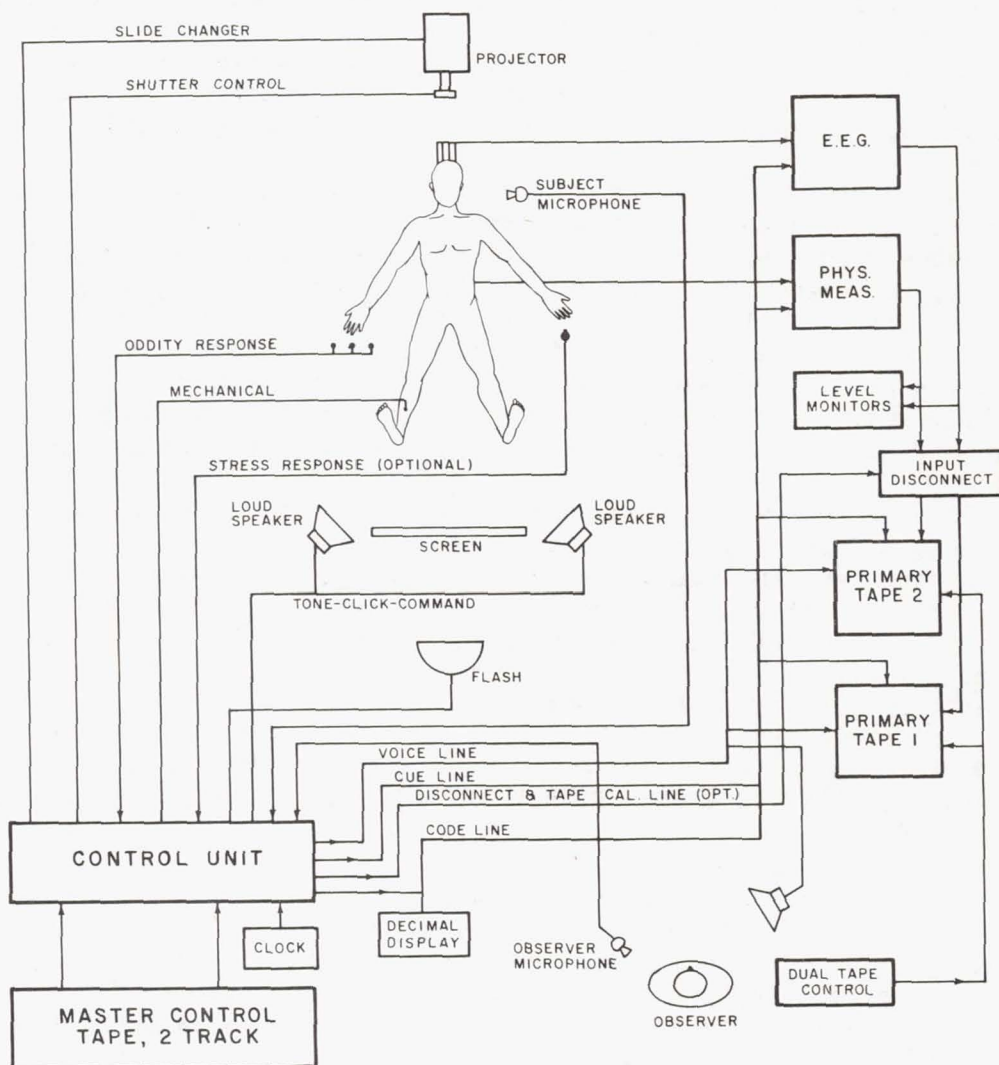 SLIDE CHANGER
PROJECTOR
SHUTTER CONTROL
E.E.G.
SUBJECT
MICROPHONE
PHYS.
MEAS.
ODDITY RESPONSE
MECHANICAL
LEVEL
MONITORS
STRESS RESPONSE (OPTIONAL)
INPUT
DISCONNECT
LOUD
SPEAKER
LOUD
SPEAKER
SCREEN
PRIMARY
TAPE 2
TONE-CLICK-COMMAND
FLASH
PRIMARY
TAPE 1
VOICE LINE
CUE LINE
DISCONNECT & TAPE CAL. LINE (OPT.)
CODE LINE
CONTROL UNIT
DECIMAL
DISPLAY
CLOCK
OBSERVER
MICROPHONE
DUAL TAPE
CONTROL
OBSERVER
MASTER CONTROL
TAPE, 2 TRACK